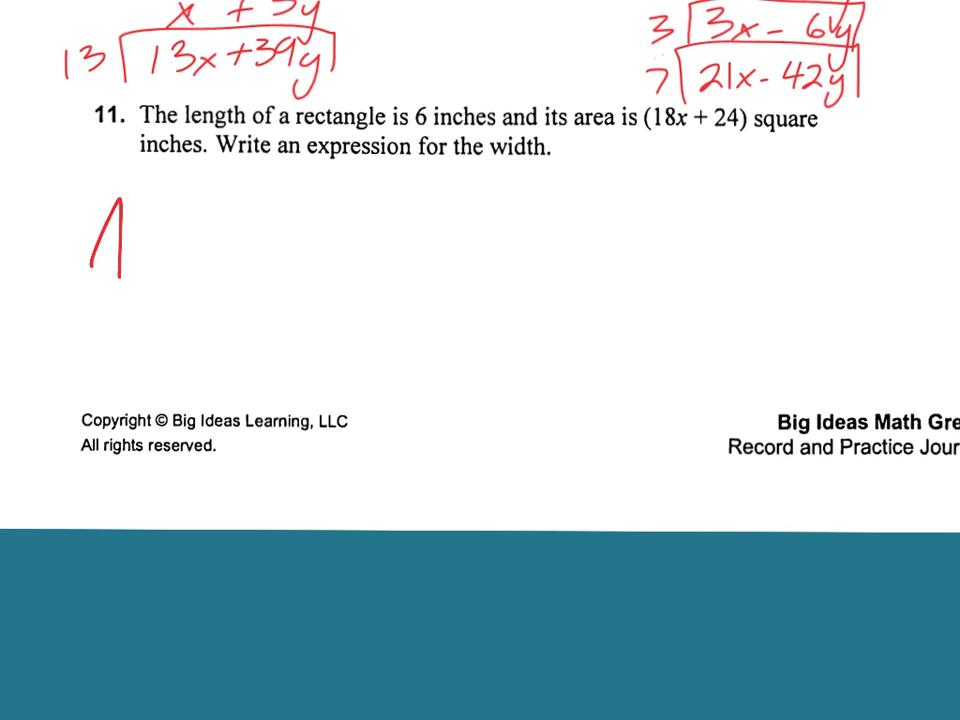 x + 3y
13 13x+39y
3 3x - 6y
7 21x - 42y
11. The length of a rectangle is 6 inches and its area is (18x + 24) square
inches. Write an expression for the width.
Copyright © Big Ideas Learning, LLC
All rights reserved.
Big Ideas Math Gre
Record and Practice Jour